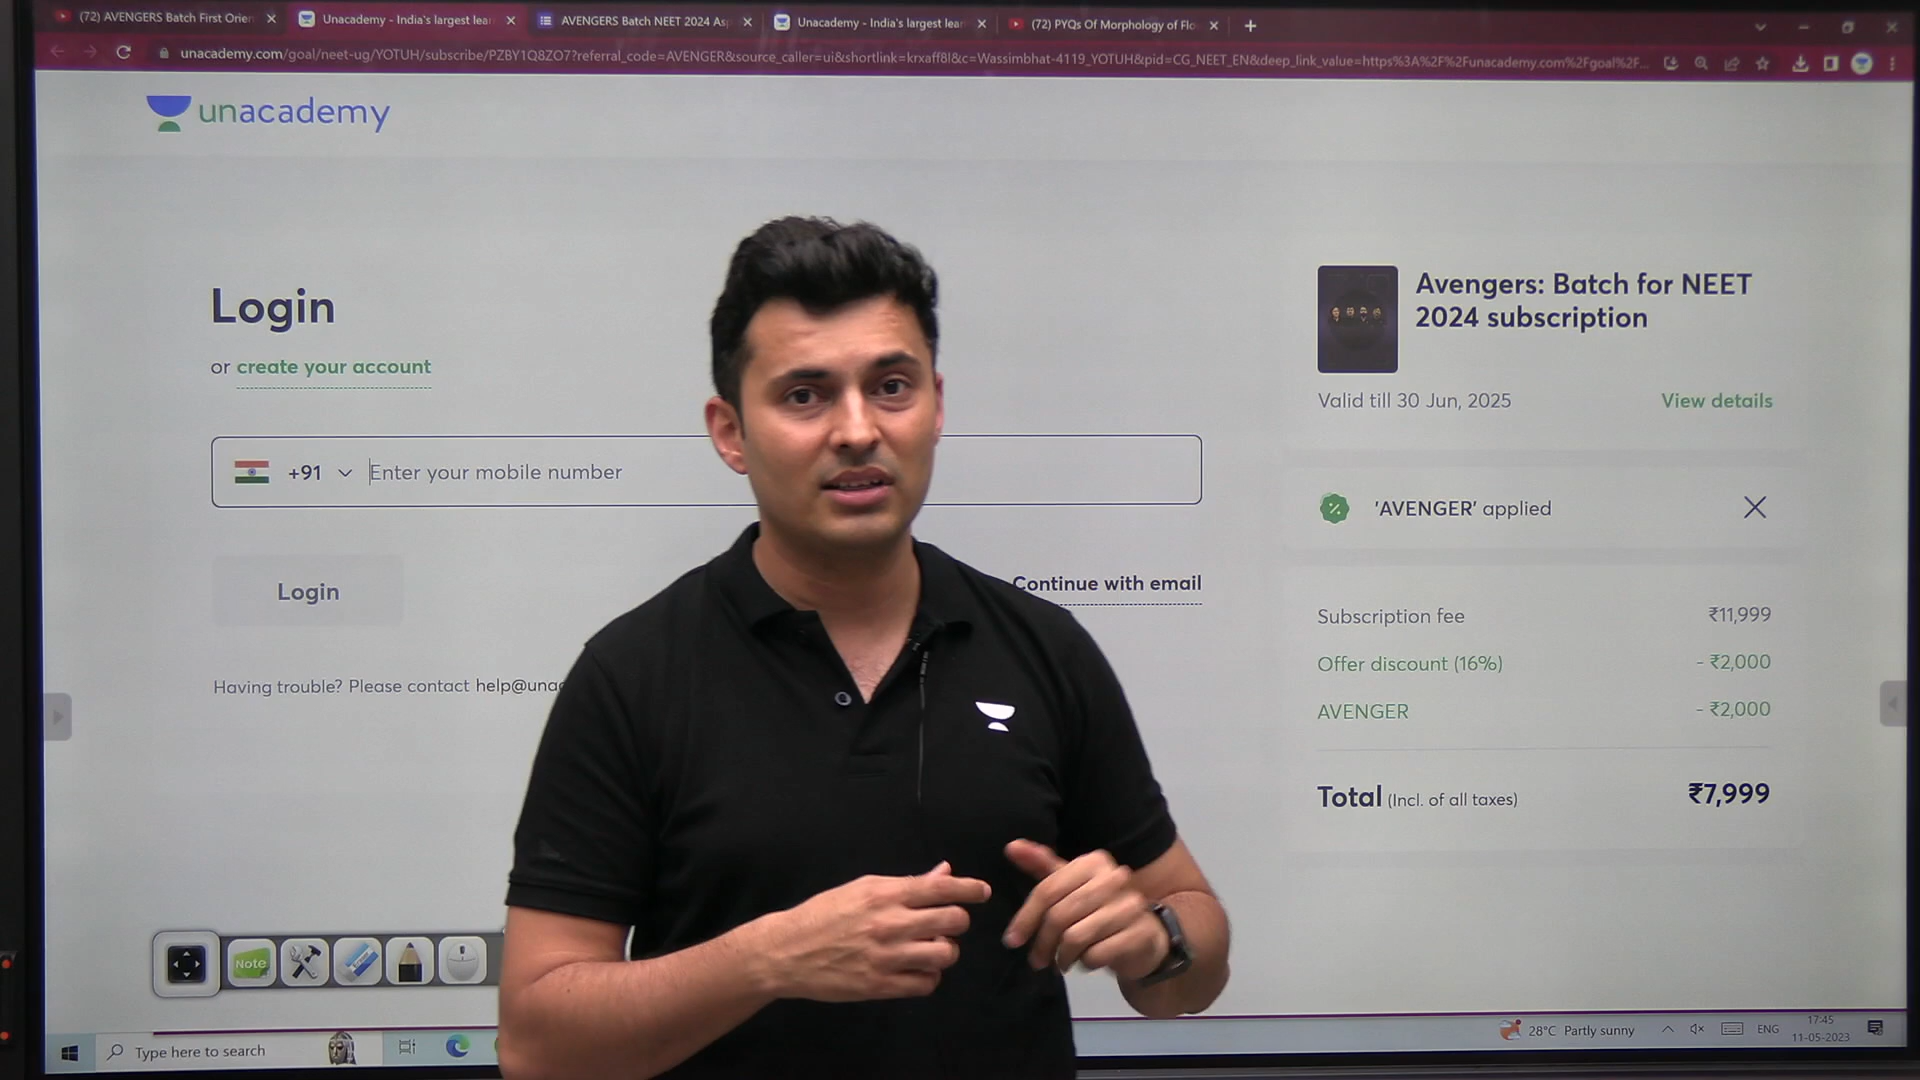 (72) AVENGERS Batch First Orien
Unacademy - India's largest lear
AVENGERS Batch NEET 2024 Asp
Unacademy - India's largest lear
(72) PYQs Of Morphology of Flo
unacademy.com/goal/neet-ug/YOTUH/subscribe/PZBY1Q8ZO7?referral_code=AVENGER&source_caller=ui&shortlink=krxaff8l&c=Wassimbhat-4119_YOTUH&pid=CG_NEET_EN&deep_link_value=https%3A%2F%2Funacademy.com%2Fgoal%2F...
unacademy
Login
or create your account
+91 Enter your mobile number
Login
Continue with email
Having trouble? Please contact help@unac
Avengers: Batch for NEET
2024 subscription
Valid till 30 Jun, 2025 View details
'AVENGER' applied
Subscription fee ₹11,999
Offer discount (16%) - ₹2,000
AVENGER - ₹2,000
Total (Incl. of all taxes) ₹7,999
Note
Type here to search
28°C Partly sunny
ENG
17:45
11-05-2023